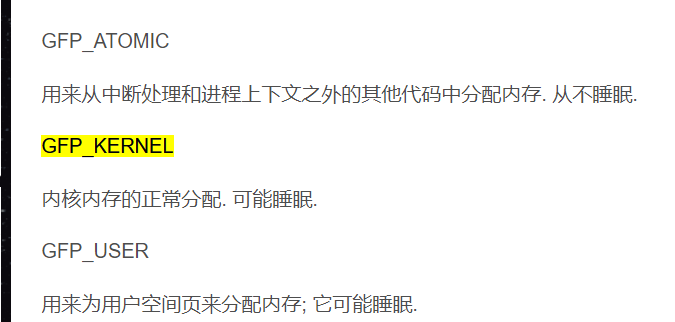 GFP_ATOMIC
用来从中断处理和进程上下文之外的其他代码中分配内存. 从不睡眠.
GFP_KERNEL
内核内存的正常分配. 可能睡眠.
GFP_USER
用来为用户空间页来分配内存; 它可能睡眠.